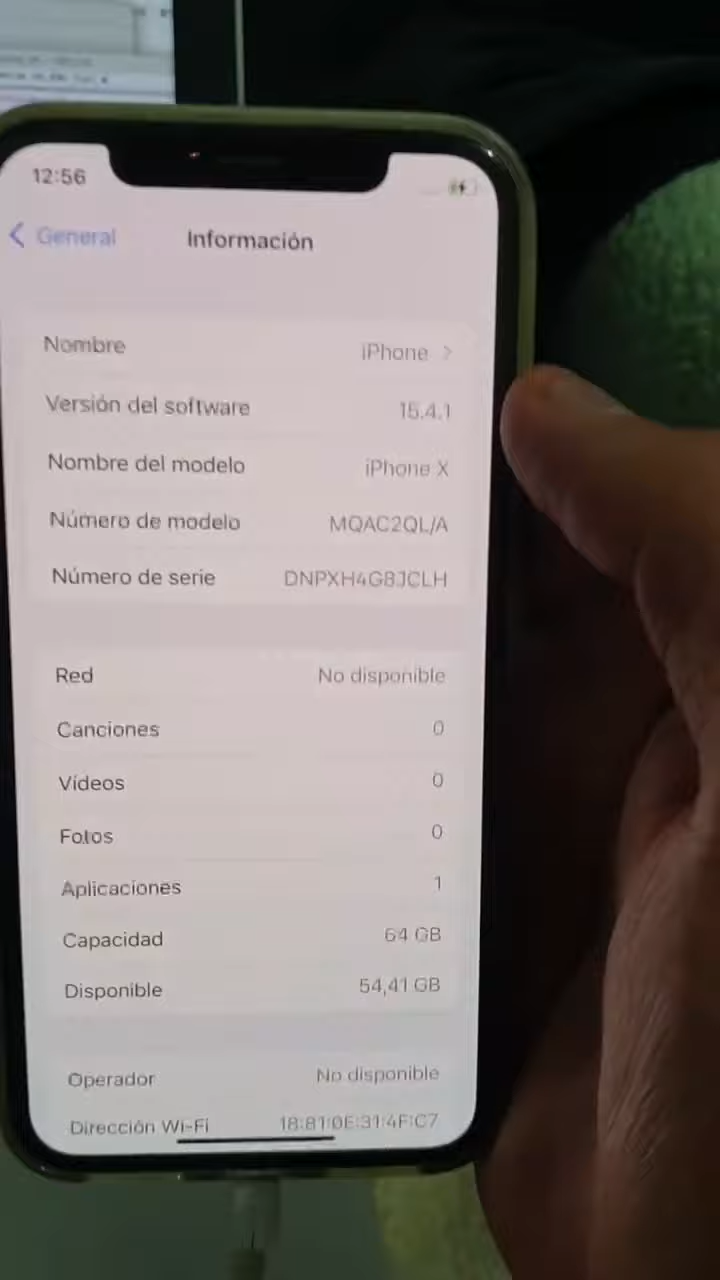 12:56
General
Información
Nombre
iPhone
Versión del software
15.4.1
Nombre del modelo
iPhone X
Número de modelo
MQAC2QL/A
Número de serie
DNPXH4G8JCLH
Red
No disponible
Canciones
0
Vídeos
0
Fotos
0
Aplicaciones
1
Capacidad
64 GB
Disponible
54,41 GB
Operador
No disponible
Dirección Wi-Fi
18:81:0E:31:4F:C7